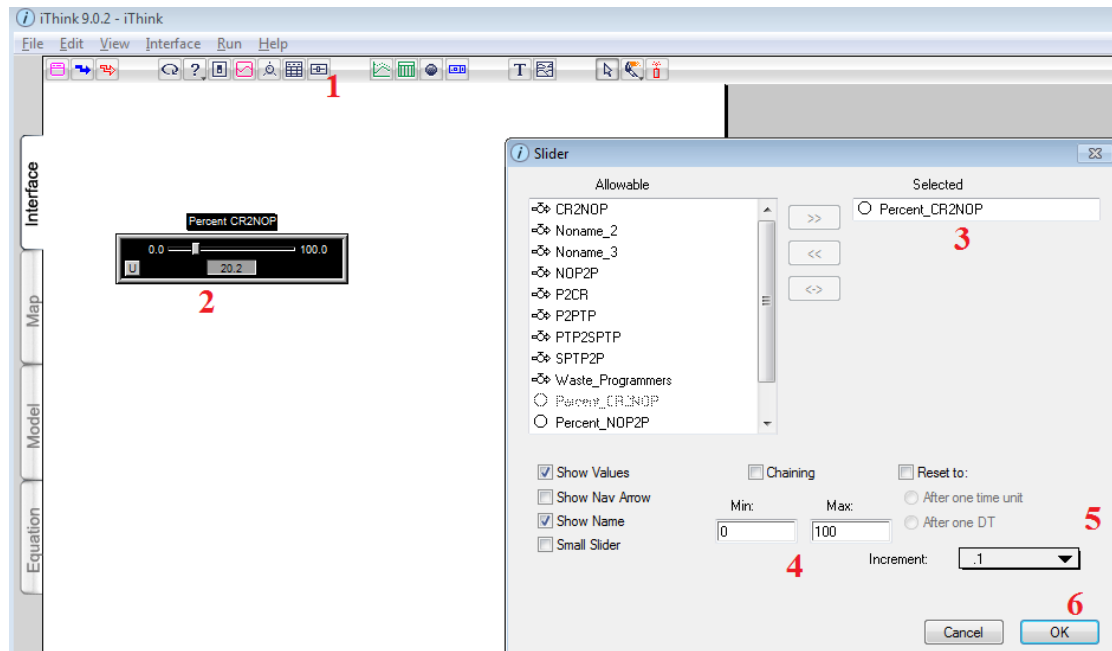 iThink 9.0.2 - iThink
File Edit View Interface Run Help
? T
1
Interface
Map
Model
Equation
Percent CR2NOP
0.0 100.0
U 20.2
2
Slider
Allowable Selected
CR2NOP
Noname_2
Noname_3
NOP2P
P2CR
P2PTP
PTP2SPTP
SPTP2P
Waste_Programmers
Percent_CR2NOP
Percent_NOP2P
>>
<<
<->
Percent_CR2NOP
3
Show Values
Show Nav Arrow
Show Name
Small Slider
Chaining
Min: Max:
0 100
4
Reset to:
After one time unit
After one DT
5
Increment: .1
6
Cancel OK